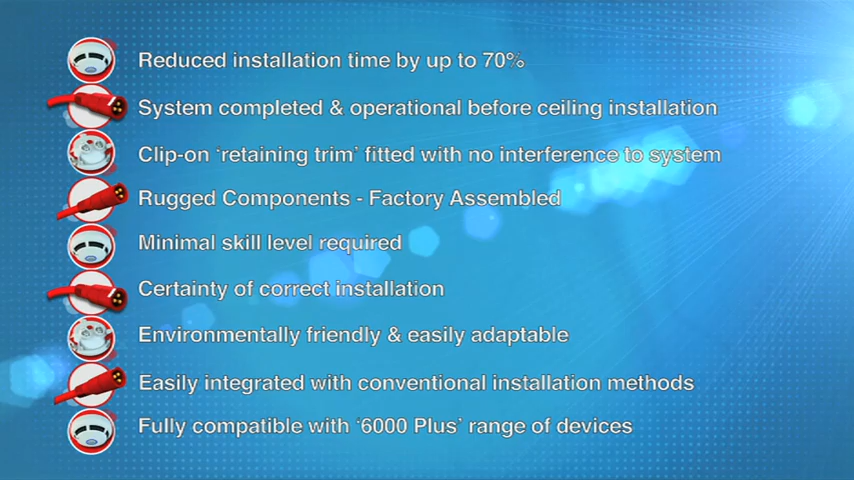 Reduced installation time by up to 70%
System completed & operational before ceiling installation
Clip-on ‘retaining trim’ fitted with no interference to system
Rugged Components - Factory Assembled
Minimal skill level required
Certainty of correct installation
Environmentally friendly & easily adaptable
Easily integrated with conventional installation methods
Fully compatible with ‘6000 Plus’ range of devices